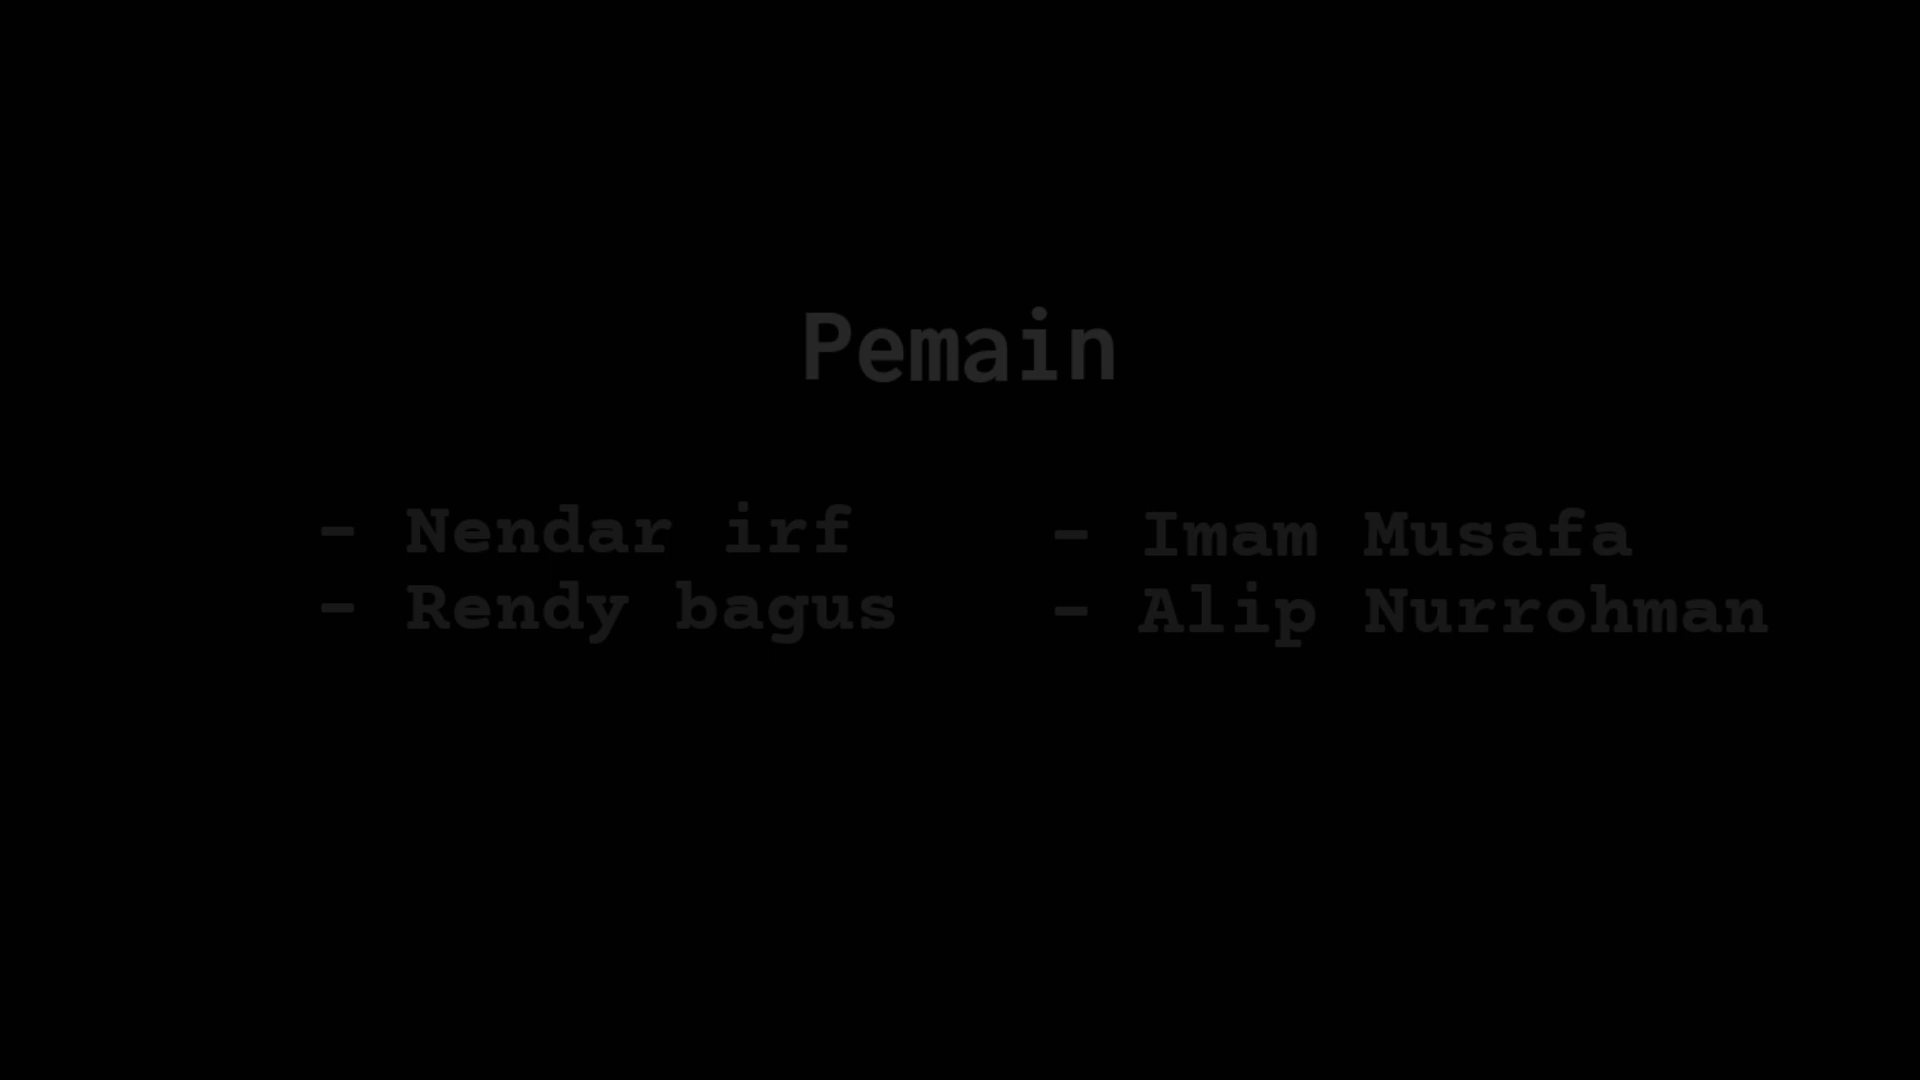 Pemain
- Nendar irf
- Rendy bagus
- Imam Musafa
- Alip Nurrohman